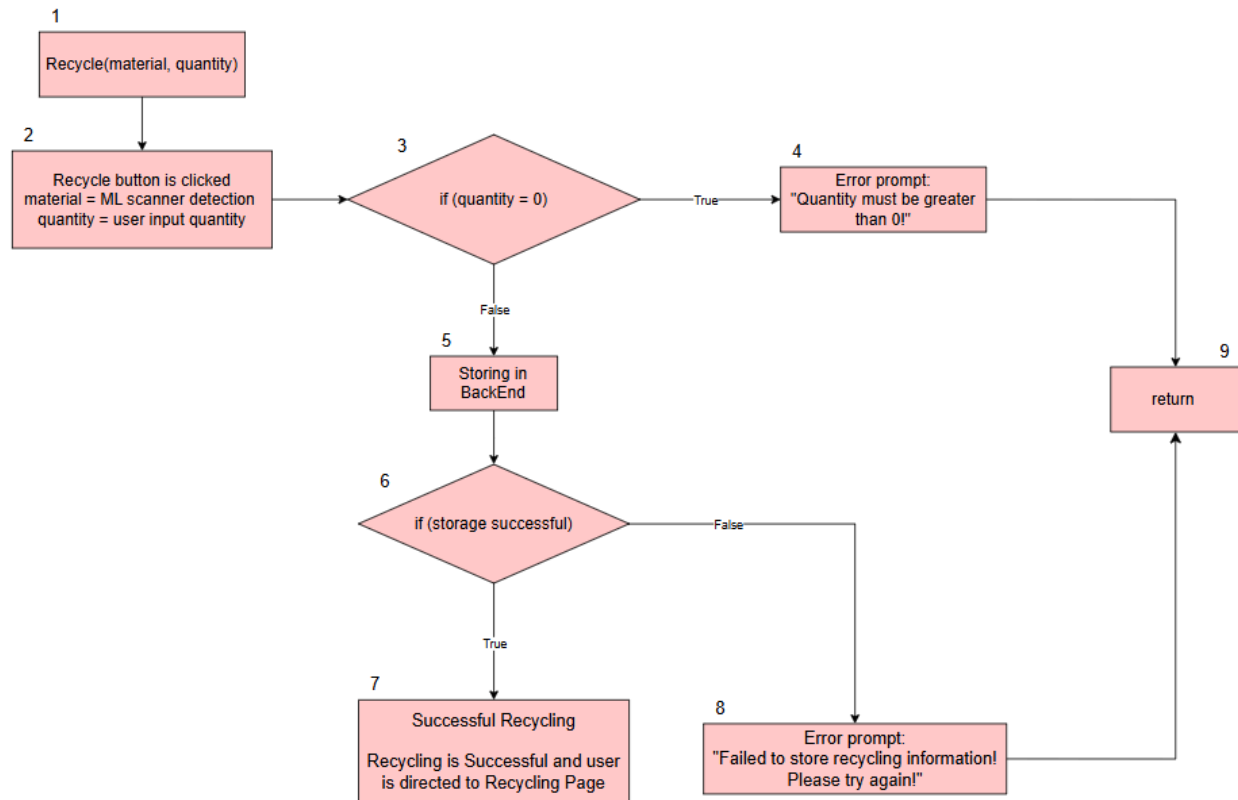 1
Recycle(material, quantity)
2
Recycle button is clicked
material = ML scanner detection
quantity = user input quantity
3
if (quantity = 0)
True
4
Error prompt:
"Quantity must be greater
than 0!"
False
5
Storing in
BackEnd
6
if (storage successful)
False
True
7
Successful Recycling
Recycling is Successful and user
is directed to Recycling Page
8
Error prompt:
"Failed to store recycling information!
Please try again!"
9
return